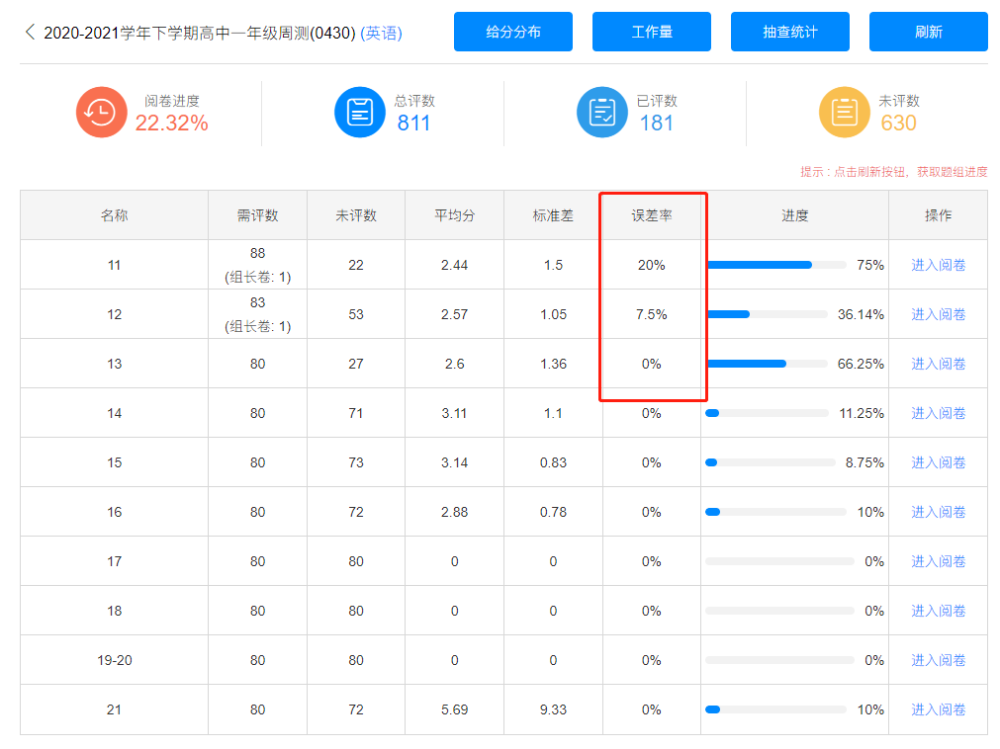 2020-2021学年下学期高中一年级周测(0430) (英语) 给分分布 工作量 抽查统计 刷新
阅卷进度 总评数 已评数 未评数
22.32% 811 181 630
提示：点击刷新按钮，获取题组进度
名称 需评数 未评数 平均分 标准差 误差率 进度 操作
11 88 (组长卷: 1) 22 2.44 1.5 20% 75% 进入阅卷
12 83 (组长卷: 1) 53 2.57 1.05 7.5% 36.14% 进入阅卷
13 80 27 2.6 1.36 0% 66.25% 进入阅卷
14 80 71 3.11 1.1 0% 11.25% 进入阅卷
15 80 73 3.14 0.83 0% 8.75% 进入阅卷
16 80 72 2.88 0.78 0% 10% 进入阅卷
17 80 80 0 0 0% 0% 进入阅卷
18 80 80 0 0 0% 0% 进入阅卷
19-20 80 80 0 0 0% 0% 进入阅卷
21 80 72 5.69 9.33 0% 10% 进入阅卷